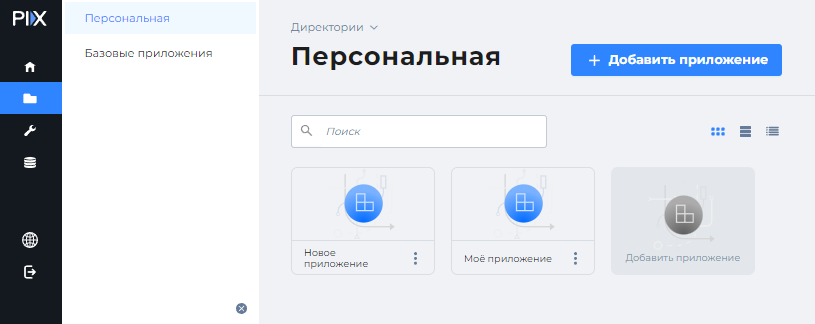 PIX
Персональная
Базовые приложения
Директории
Персональная
Добавить приложение
Поиск
Новое
приложение
Моё приложение
Добавить приложение